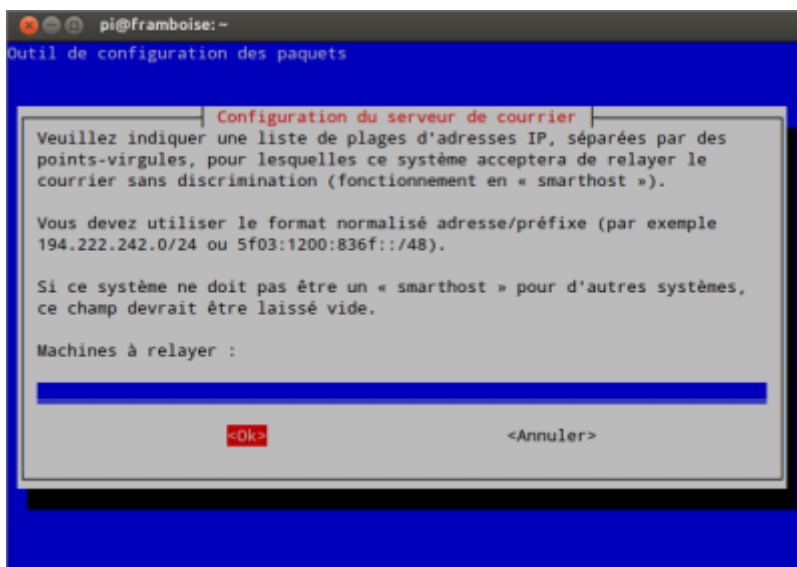 pi@framboise: ~
Outil de configuration des paquets
Configuration du serveur de courrier
Veuillez indiquer une liste de plages d'adresses IP, séparées par des
points-virgules, pour lesquelles ce système acceptera de relayer le
courrier sans discrimination (fonctionnement en « smarthost »).
Vous devez utiliser le format normalisé adresse/préfixe (par exemple
194.222.242.0/24 ou 5f03:1200:836f::/48).
Si ce système ne doit pas être un « smarthost » pour d'autres systèmes,
ce champ devrait être laissé vide.
Machines à relayer :
<Ok> <Annuler>